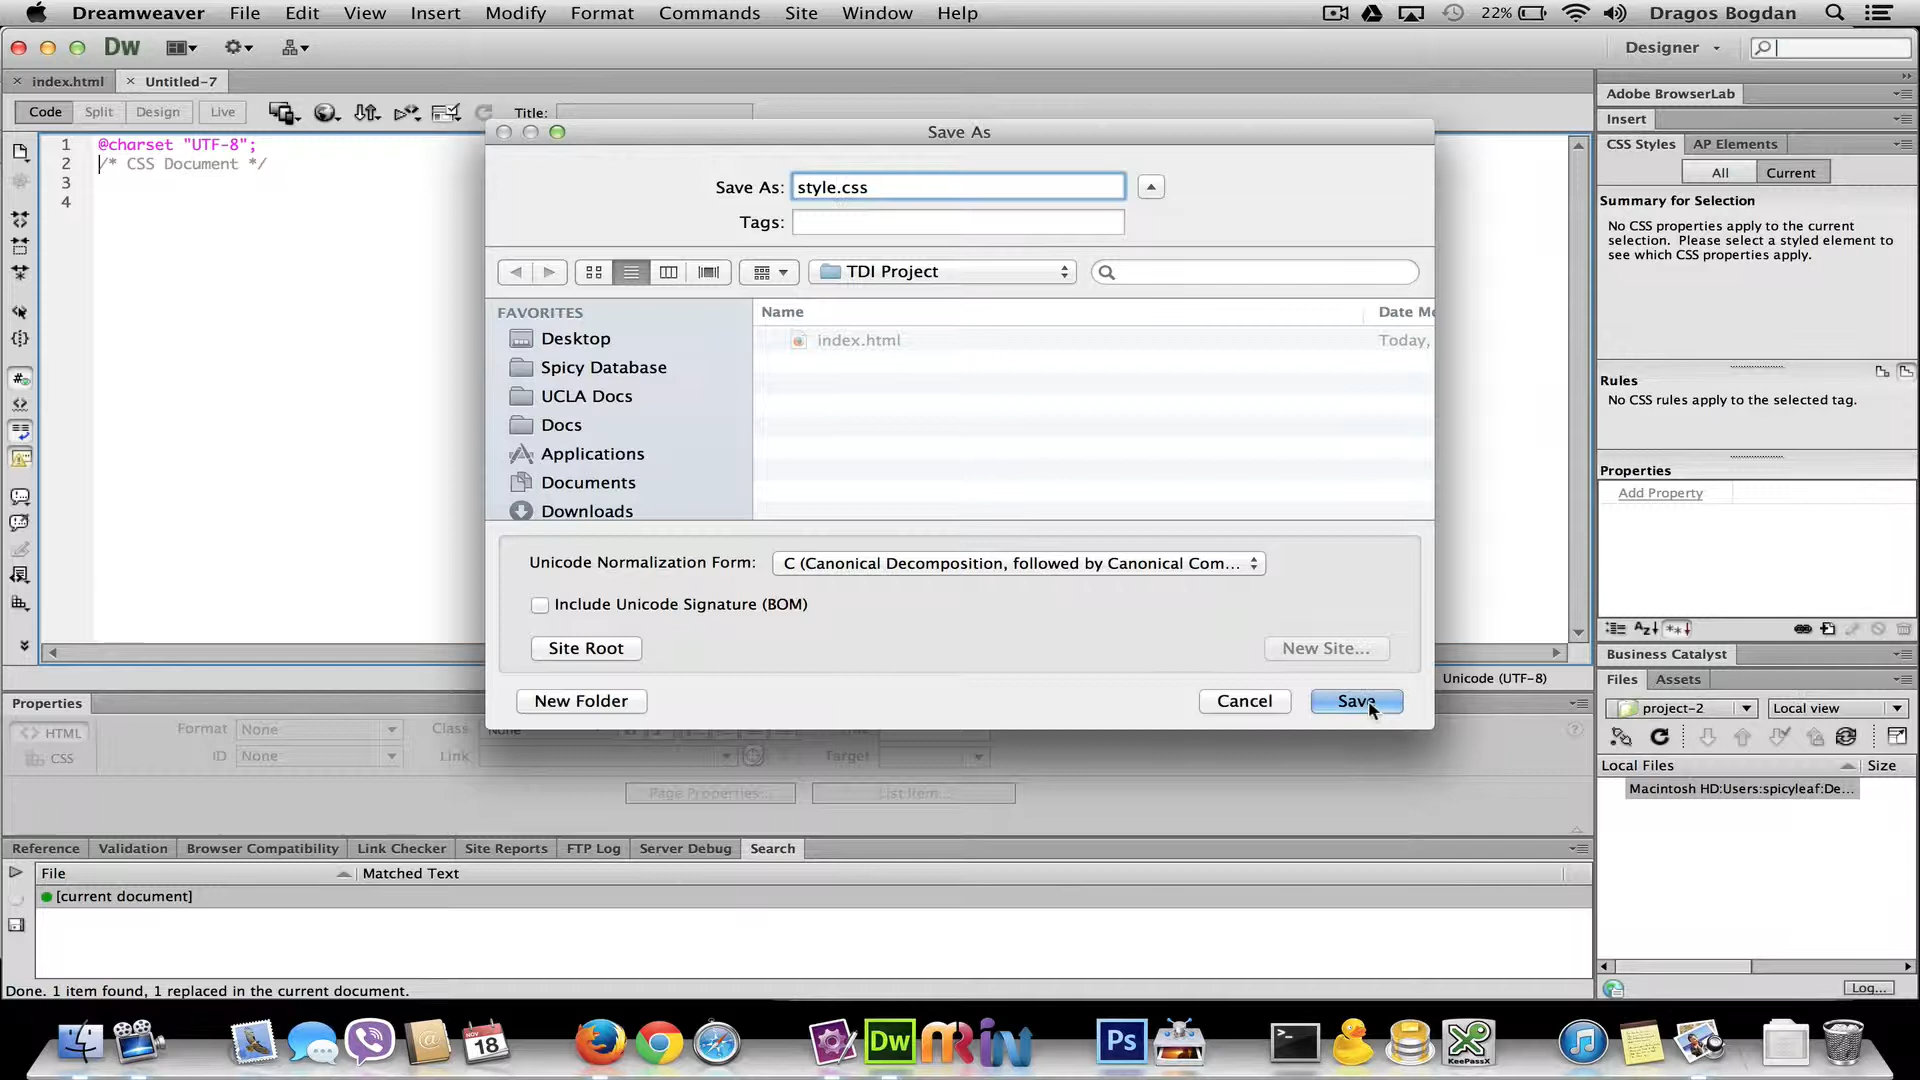 Dreamweaver File Edit View Insert Modify Format Commands Site Window Help 22% Dragos Bogdan
Dw Designer
index.html Untitled-7
Code Split Design Live Title:
1 @charset "UTF-8";
2 /* CSS Document */
3
4
Save As
Save As: style.css
Tags:
TDI Project
FAVORITES
Desktop
Spicy Database
UCLA Docs
Docs
Applications
Documents
Downloads
Name Date Mo
index.html Today,
Unicode Normalization Form: C (Canonical Decomposition, followed by Canonical Com...
Include Unicode Signature (BOM)
Site Root New Site...
New Folder Cancel Save
Adobe BrowserLab
Insert
CSS Styles AP Elements
All Current
Summary for Selection
No CSS properties apply to the current
selection. Please select a styled element to
see which CSS properties apply.
Rules
No CSS rules apply to the selected tag.
Properties
Add Property
Business Catalyst
Files Assets
project-2 Local view
Local Files Size
Macintosh HD:Users:spicyleaf:De...
Log...
Unicode (UTF-8)
Properties
HTML Format None Class None
CSS ID None Link Target
Page Properties... List Item...
Reference Validation Browser Compatibility Link Checker Site Reports FTP Log Server Debug Search
File Matched Text
[current document]
Done. 1 item found, 1 replaced in the current document.
NOV
18
Dw
Ps
KeePassX